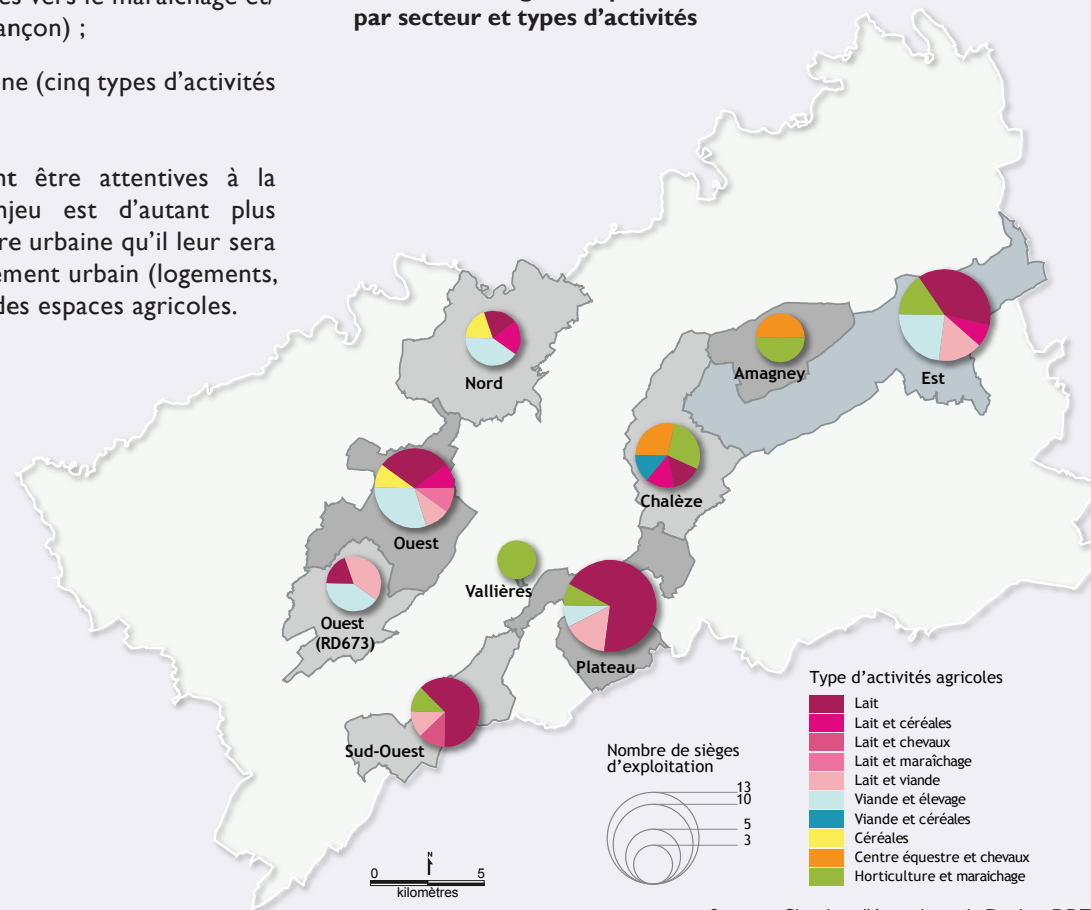 es vers le maraîchage et/
ançon) ;
ne (cinq types d'activités
nt être attentives à la
njeu est d'autant plus
re urbaine qu'il leur sera
ement urbain (logements,
des espaces agricoles.
par secteur et types d'activités
Nord
Amagney
Est
Chalèze
Ouest
Vallières
Ouest
(RD673)
Plateau
Sud-Ouest
Nombre de sièges
d'exploitation
13
10
5
3
N
0 5
kilomètres
Type d'activités agricoles
Lait
Lait et céréales
Lait et chevaux
Lait et maraîchage
Lait et viande
Viande et élevage
Viande et céréales
Céréales
Centre équestre et chevaux
Horticulture et maraichage